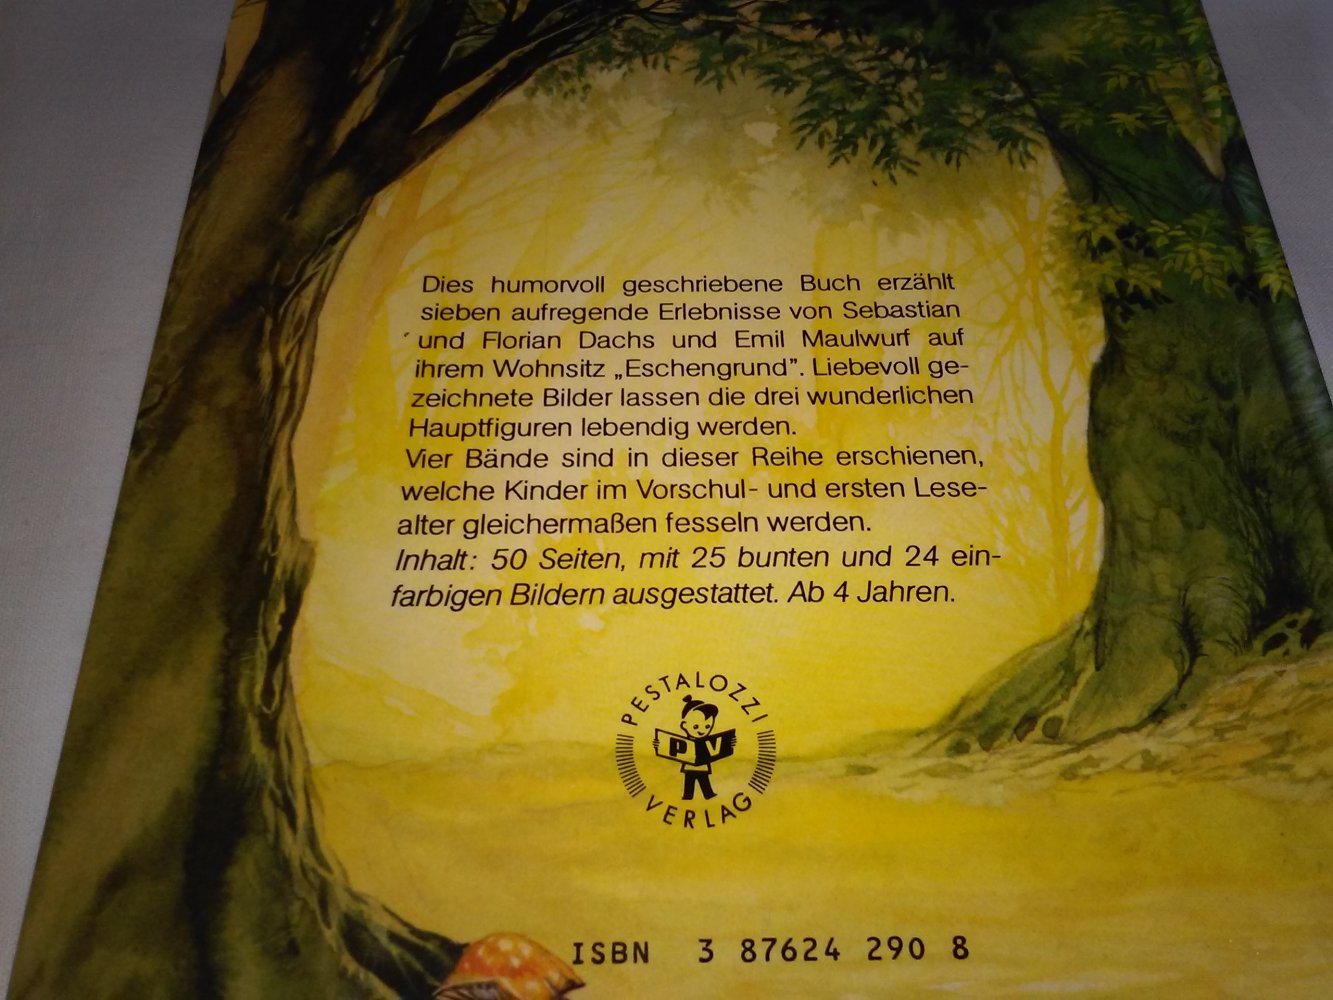 Dies humorvoll geschriebene Buch erzählt
sieben aufregende Erlebnisse von Sebastian
und Florian Dachs und Emil Maulwurf auf
ihrem Wohnsitz „Eschengrund”. Liebevoll ge-
zeichnete Bilder lassen die drei wunderlichen
Hauptfiguren lebendig werden.
Vier Bände sind in dieser Reihe erschienen,
welche Kinder im Vorschul- und ersten Lese-
alter gleichermaßen fesseln werden.
Inhalt: 50 Seiten, mit 25 bunten und 24 ein-
farbigen Bildern ausgestattet. Ab 4 Jahren.
PESTALOZZI
PV
VERLAG
ISBN 3 87624 290 8